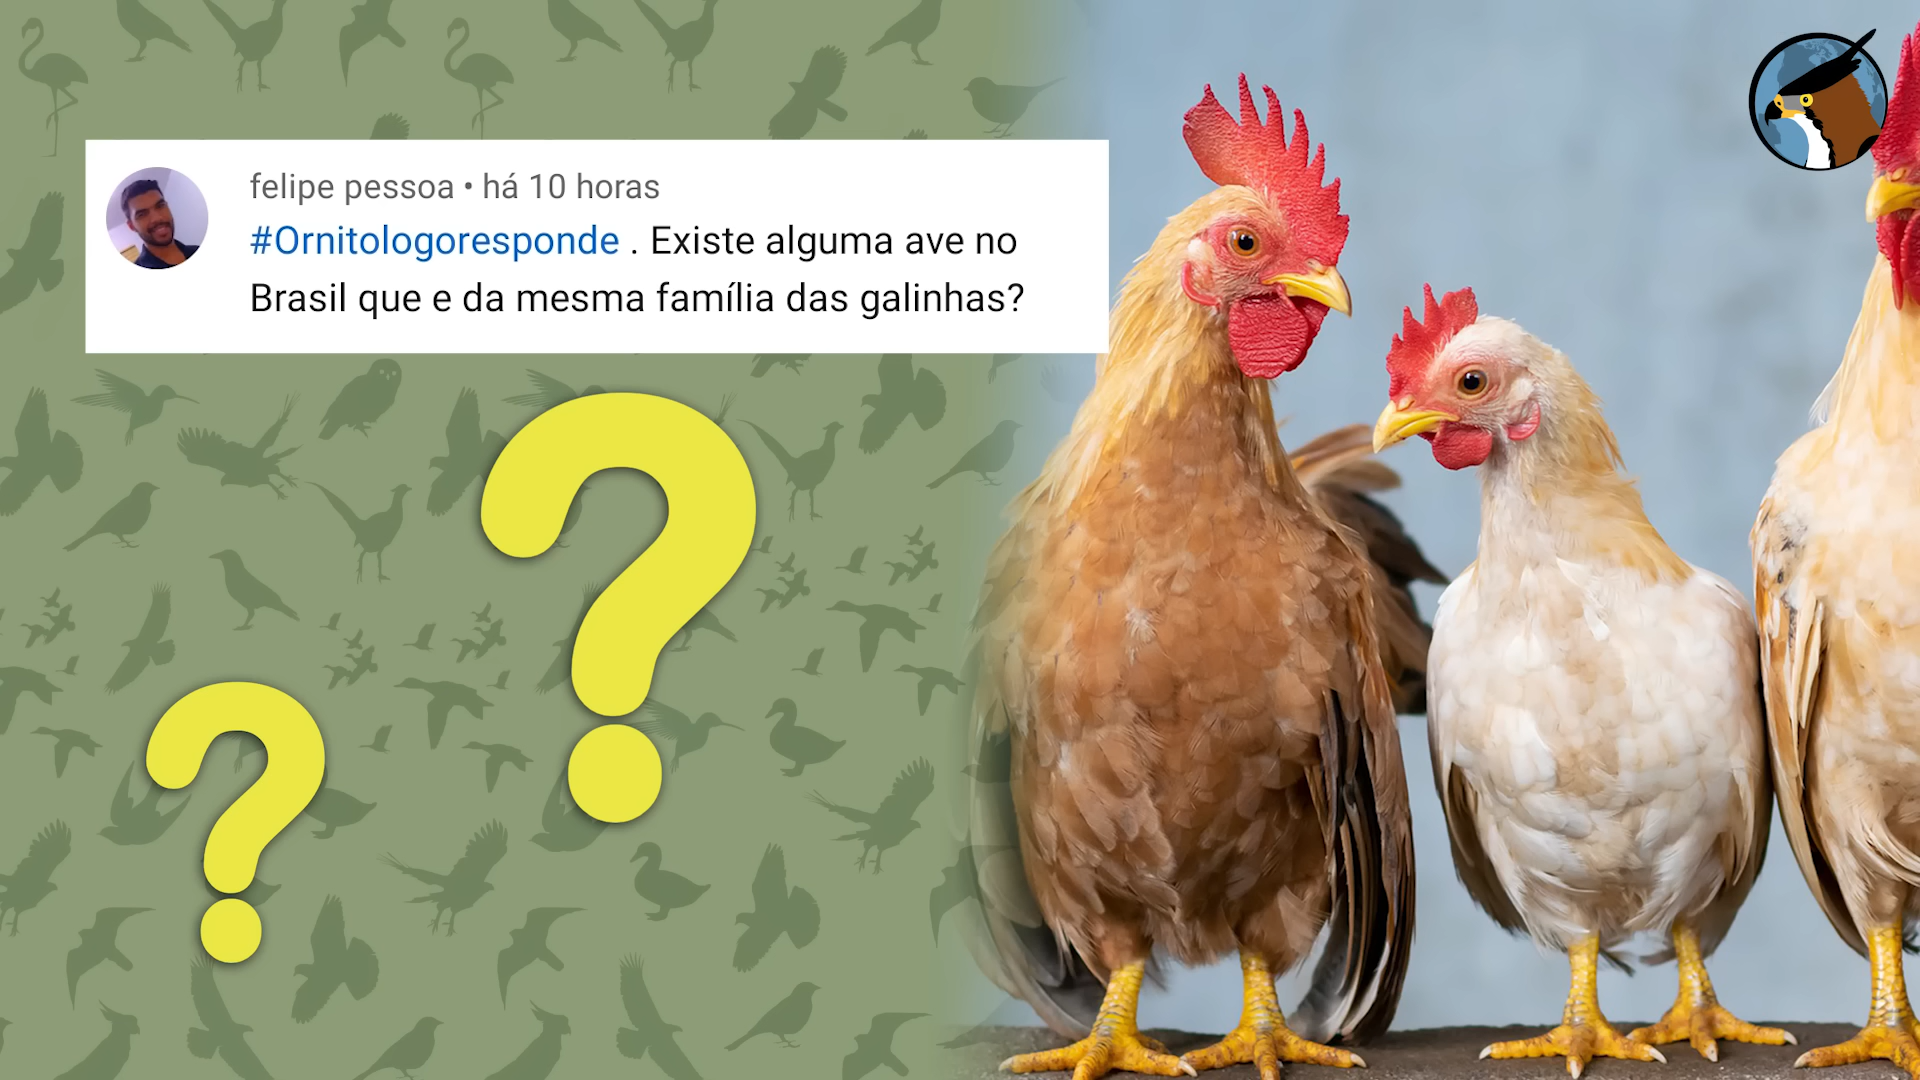 felipe pessoa • há 10 horas
#Ornitologoresponde . Existe alguma ave no
Brasil que e da mesma família das galinhas?
? 
?